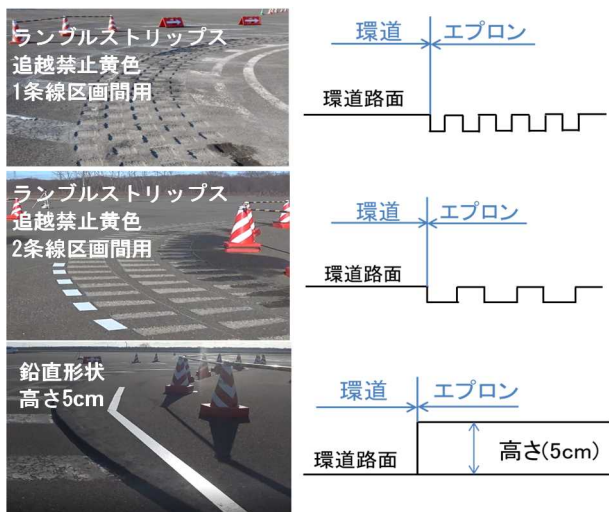 ランブルストリップス
追越禁止黄色
1条線区画間用
環道
エプロン
環道路面
ランブルストリップス
追越禁止黄色
2条線区画間用
環道
エプロン
環道路面
鉛直形状
高さ5cm
環道
エプロン
環道路面
高さ(5cm)